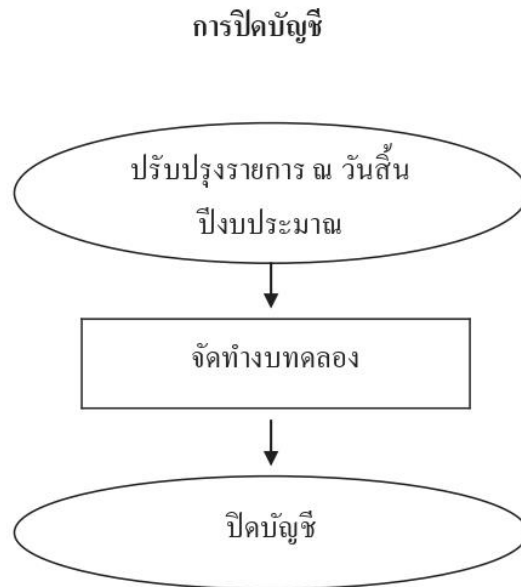 การปิดบัญชี
ปรับปรุงรายการ ณ วันสิ้น
ปีงบประมาณ
จัดทำงบทดลอง
ปิดบัญชี